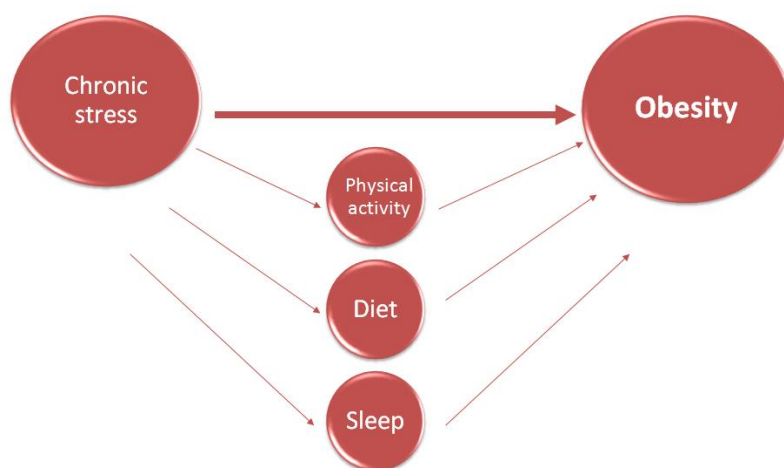 Chronic
stress
Obesity
Physical
activity
Diet
Sleep